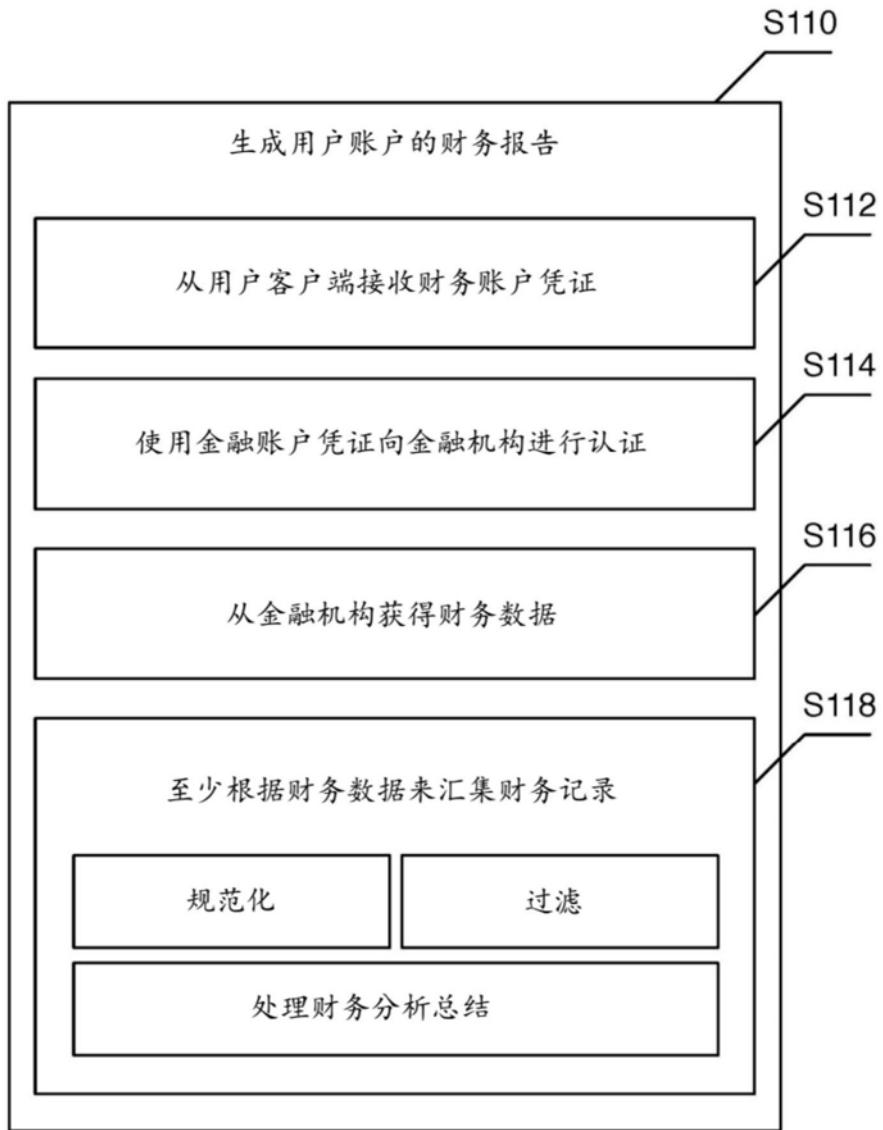 S110
生成用户账户的财务报告
S112
从用户客户端接收财务账户凭证
S114
使用金融账户凭证向金融机构进行认证
S116
从金融机构获得财务数据
S118
至少根据财务数据来汇集财务记录
规范化
过滤
处理财务分析总结